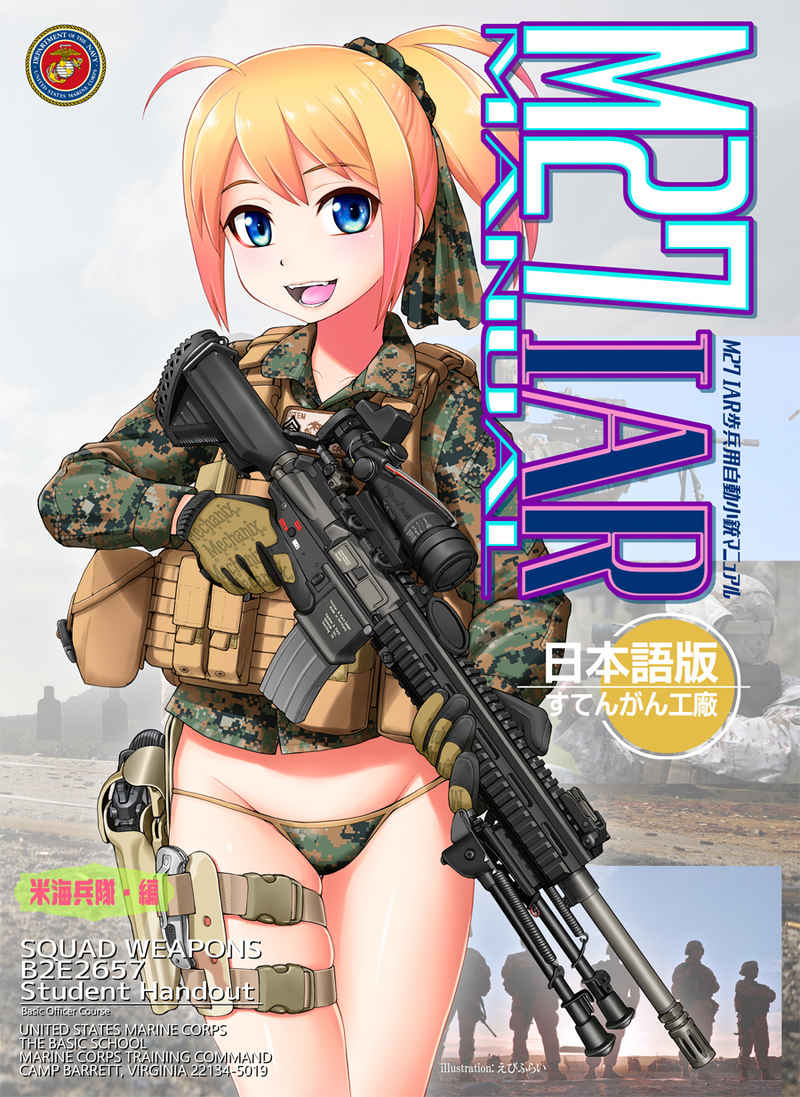 DEPARTMENT OF THE NAVY
UNITED STATES MARINE CORPS
M27 IAR
MANUAL
M27 IAR歩兵用自動小銃マニュアル
Mechanix
Mechanix
日本語版
すてんがん工廠
米海兵隊・編
SQUAD WEAPONS
B2E2657
Student Handout
Basic Officer Course
UNITED STATES MARINE CORPS
THE BASIC SCHOOL
MARINE CORPS TRAINING COMMAND
CAMP BARRETT, VIRGINIA 22134-5019
illustration: えびふらい